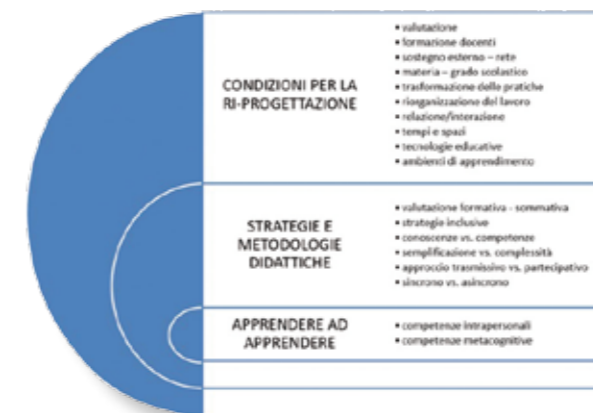 CONDIZIONI PER LA
RI-PROGETTAZIONE
• valutazione
• formazione docenti
• sostegno esterno – rete
• materia – grado scolastico
• trasformazione delle pratiche
• riorganizzazione del lavoro
• relazione/interazione
• tempi e spazi
• tecnologie educative
• ambienti di apprendimento
STRATEGIE E
METODOLOGIE
DIDATTICHE
• valutazione formativa - sommativa
• strategie inclusive
• conoscenze vs. competenze
• semplificazione vs. complessità
• approccio trasmissivo vs. partecipativo
• sincrono vs. asincrono
APPRENDERE AD
APPRENDERE
• competenze intrapersonali
• competenze metacognitive